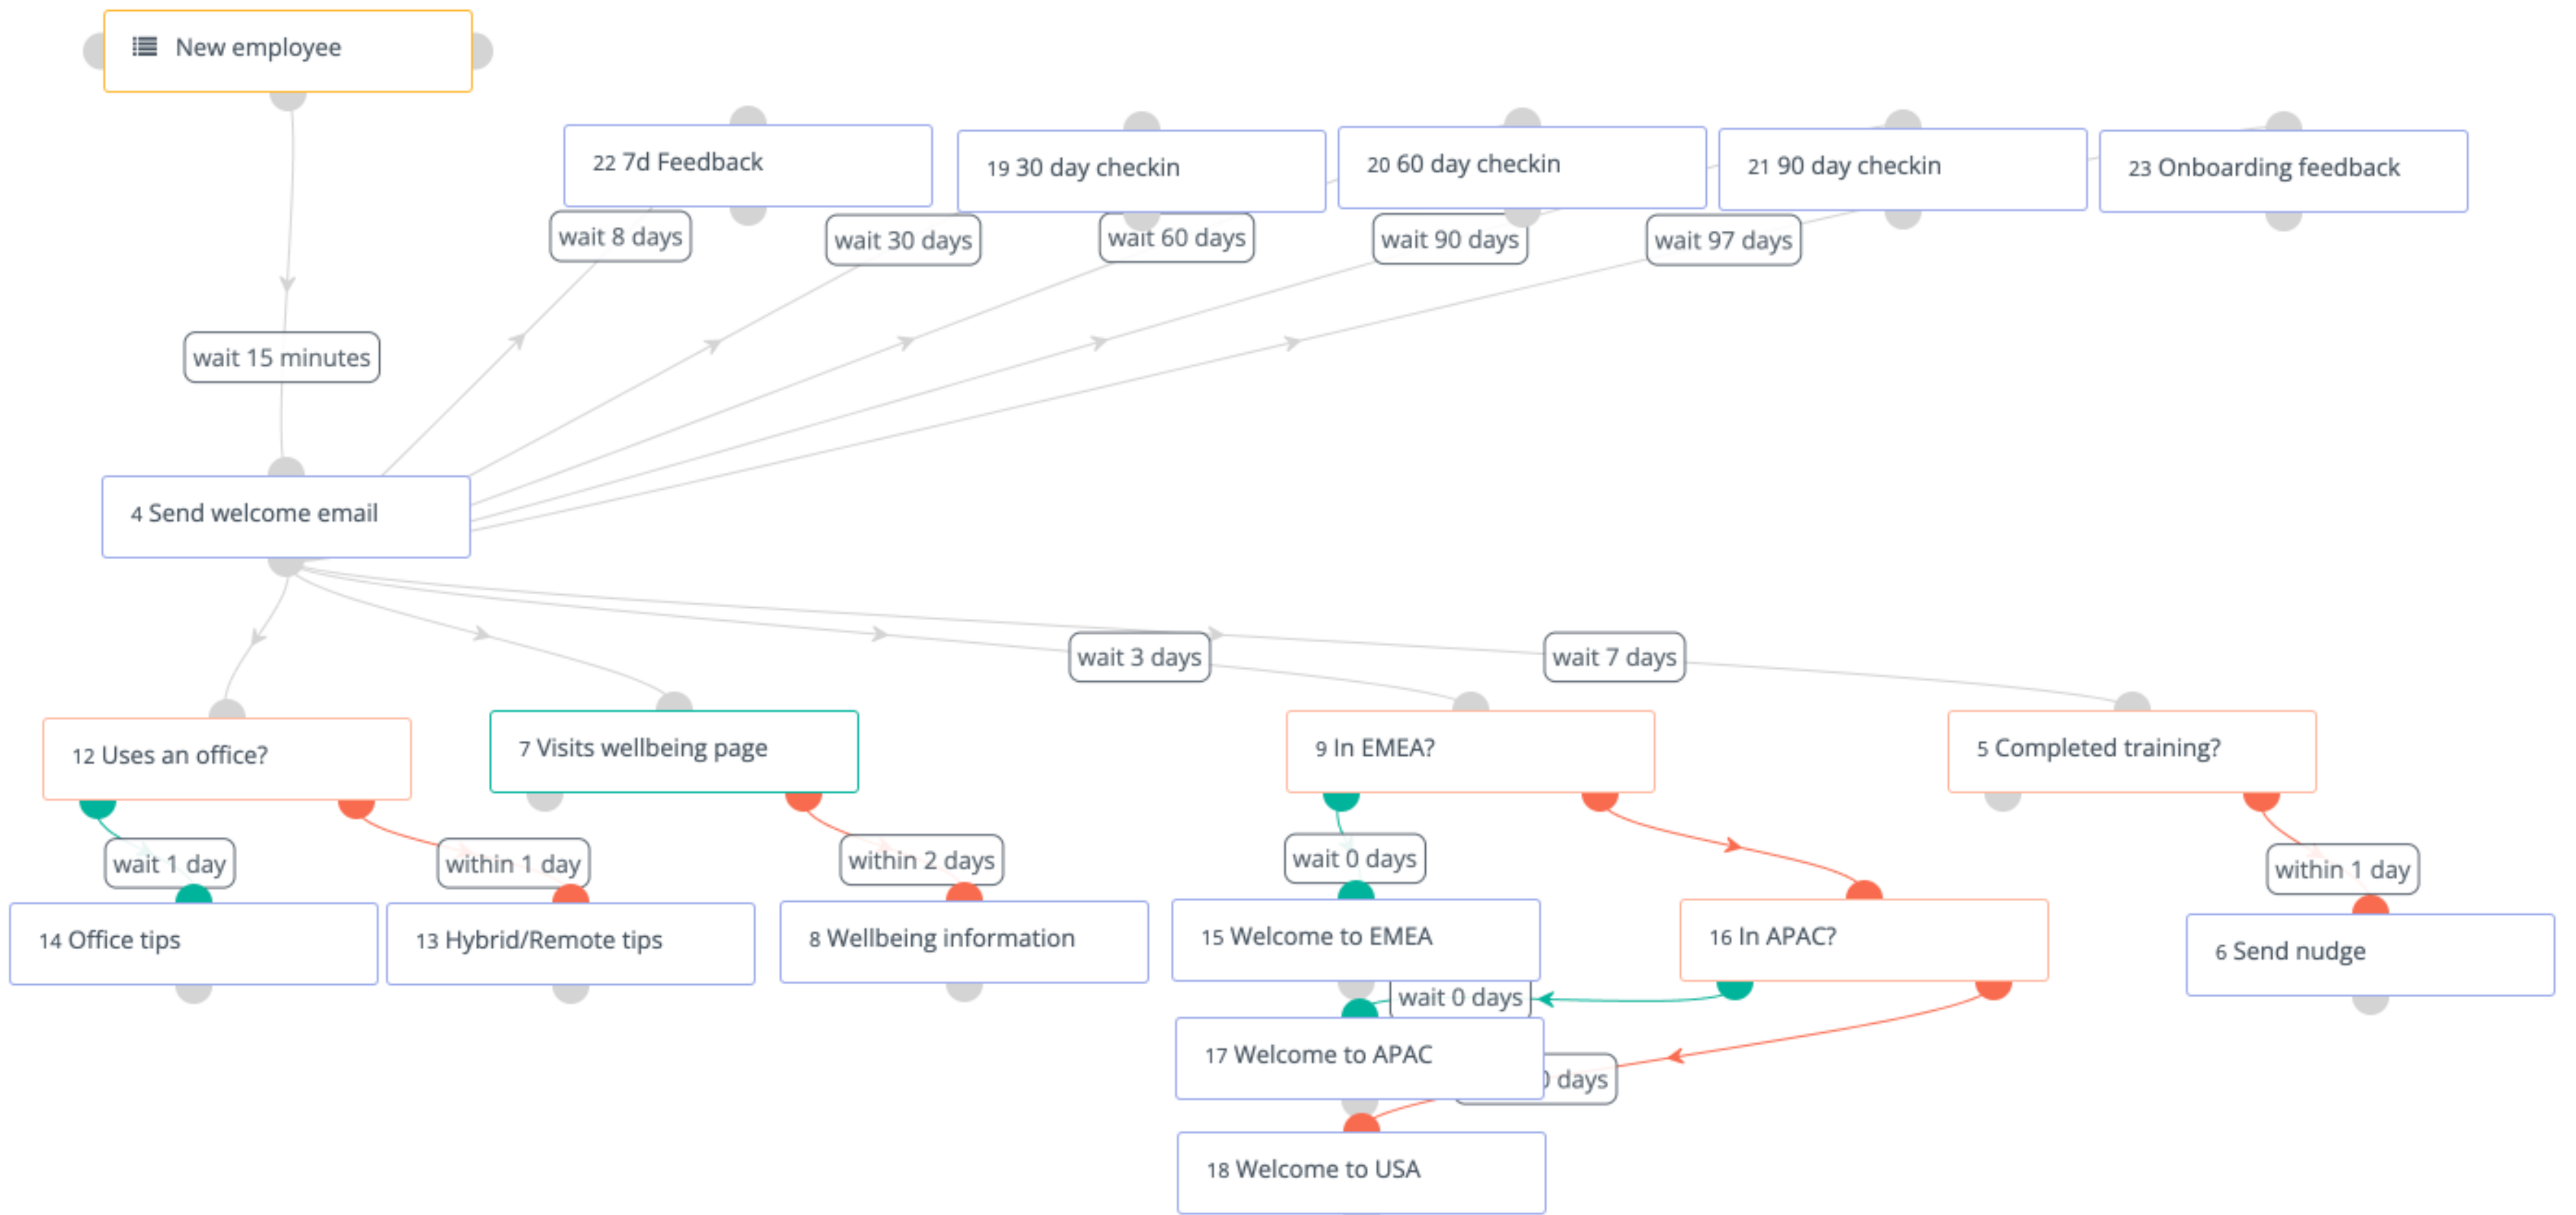 New employee
22 7d Feedback
19 30 day checkin
20 60 day checkin
21 90 day checkin
23 Onboarding feedback
wait 8 days
wait 30 days
wait 60 days
wait 90 days
wait 97 days
wait 15 minutes
4 Send welcome email
wait 3 days
wait 7 days
12 Uses an office?
7 Visits wellbeing page
9 In EMEA?
5 Completed training?
wait 1 day
within 1 day
within 2 days
wait 0 days
within 1 day
14 Office tips
13 Hybrid/Remote tips
8 Wellbeing information
15 Welcome to EMEA
16 In APAC?
6 Send nudge
wait 0 days
17 Welcome to APAC
days
18 Welcome to USA